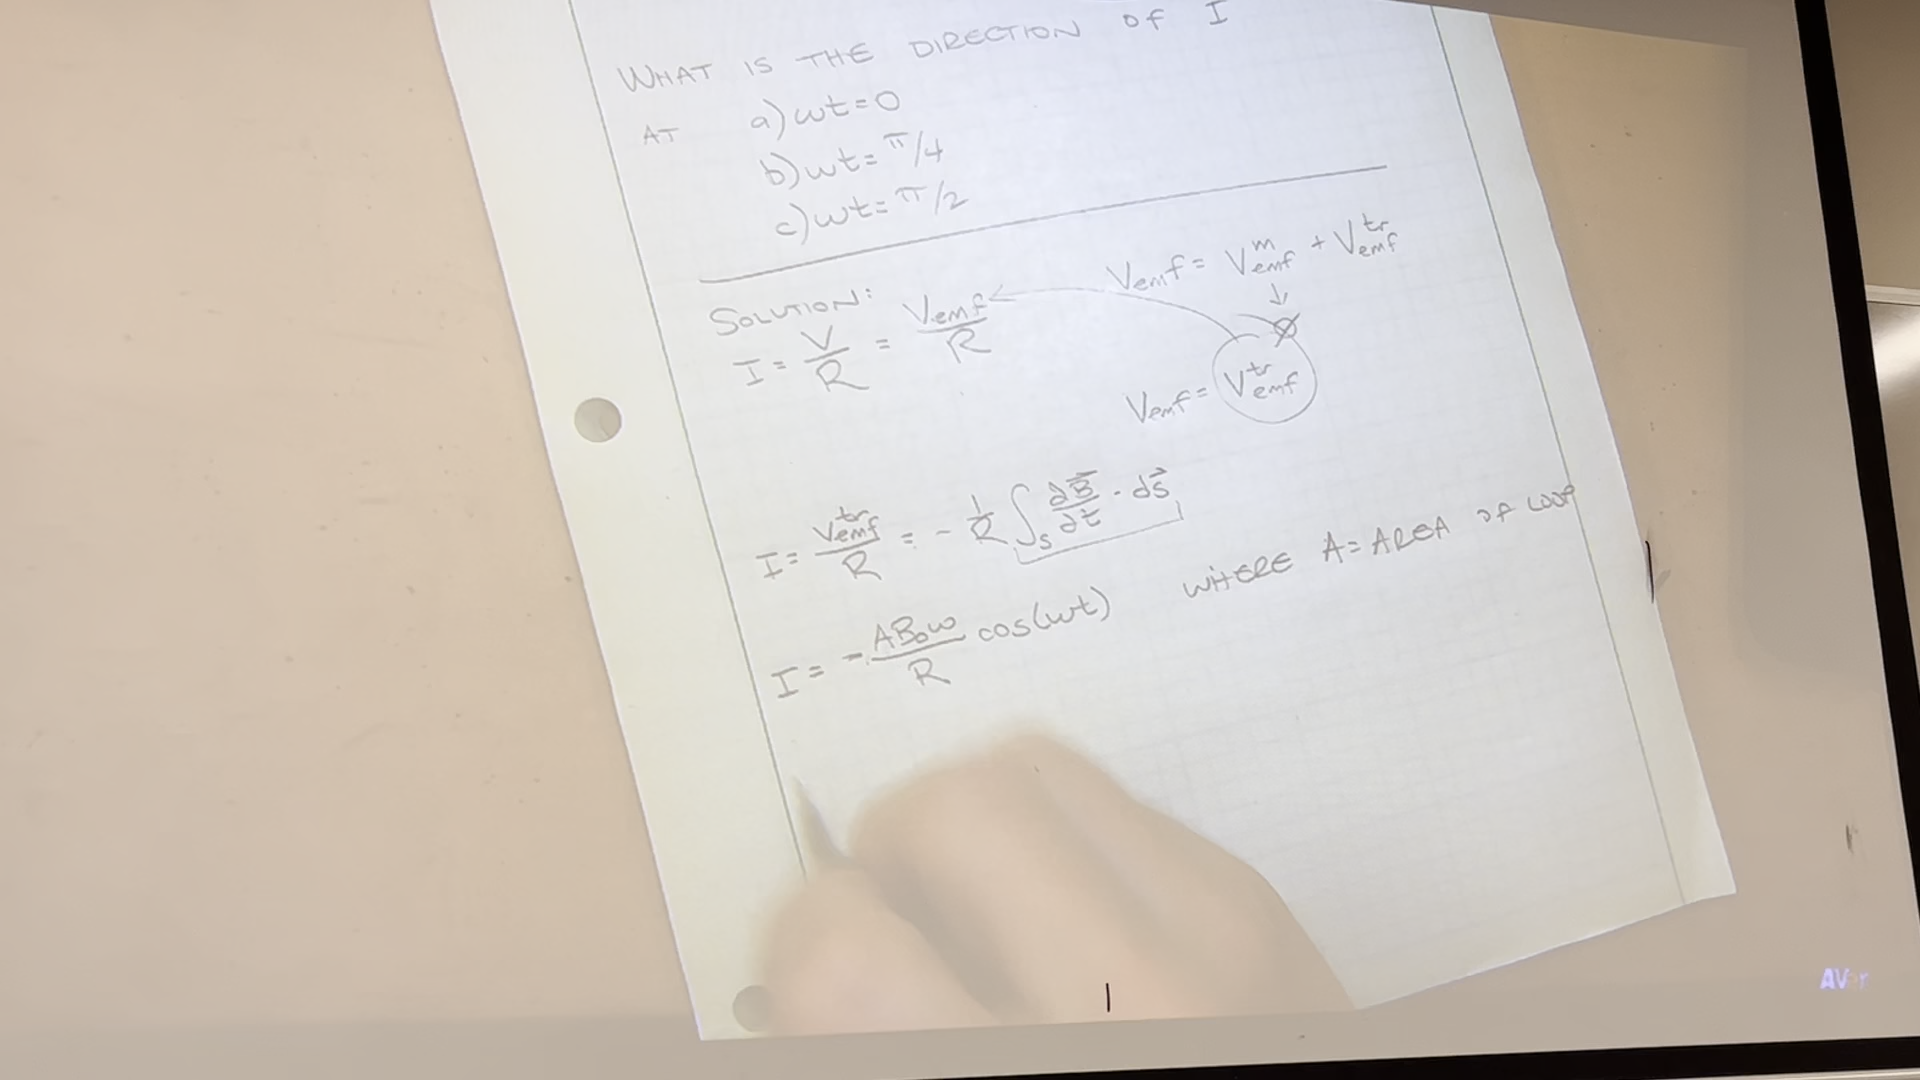 WHAT IS THE DIRECTION OF I
AT a) ωt=0
b) ωt=π/4
c) ωt=π/2
SOLUTION:
I = V/R = Vemf/R
Vemf = V^m_emf + V^tr_emf
↓
Ø
Vemf = V^tr_emf
I = V^tr_emf/R = - 1/R ∫_S ∂B⃗/∂t · ds⃗
I = - AB₀ω/R cos(ωt) WHERE A = AREA OF LOOP